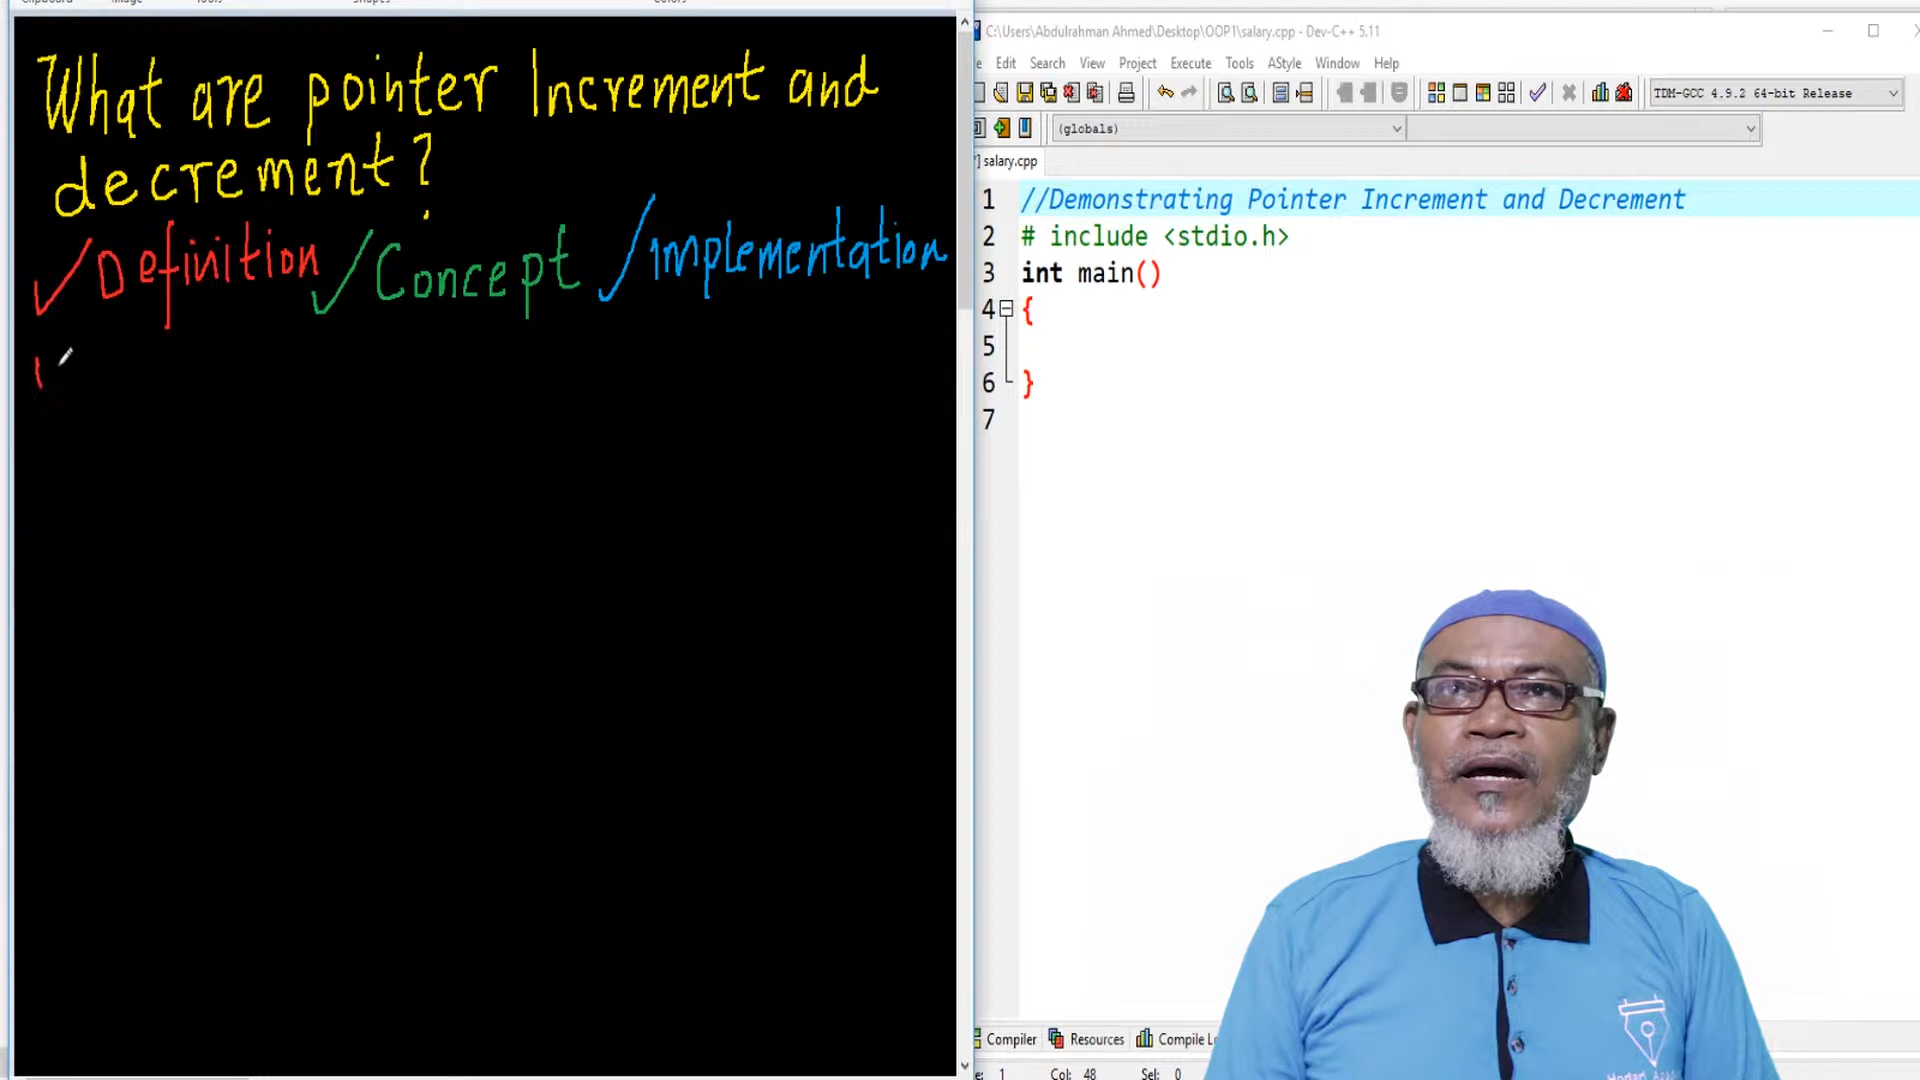 What are pointer Increment and
decrement?
Definition Concept Implementation
C:\Users\Abdulrahman Ahmed\Desktop\OOP1\salary.cpp - Dev-C++ 5.11
Edit Search View Project Execute Tools AStyle Window Help
TDM-GCC 4.9.2 64-bit Release
(globals)
salary.cpp
1 //Demonstrating Pointer Increment and Decrement
2 # include <stdio.h>
3 int main()
4 {
5
6 }
7
Compiler Resources Compile
1 Col: 48 Sel: 0